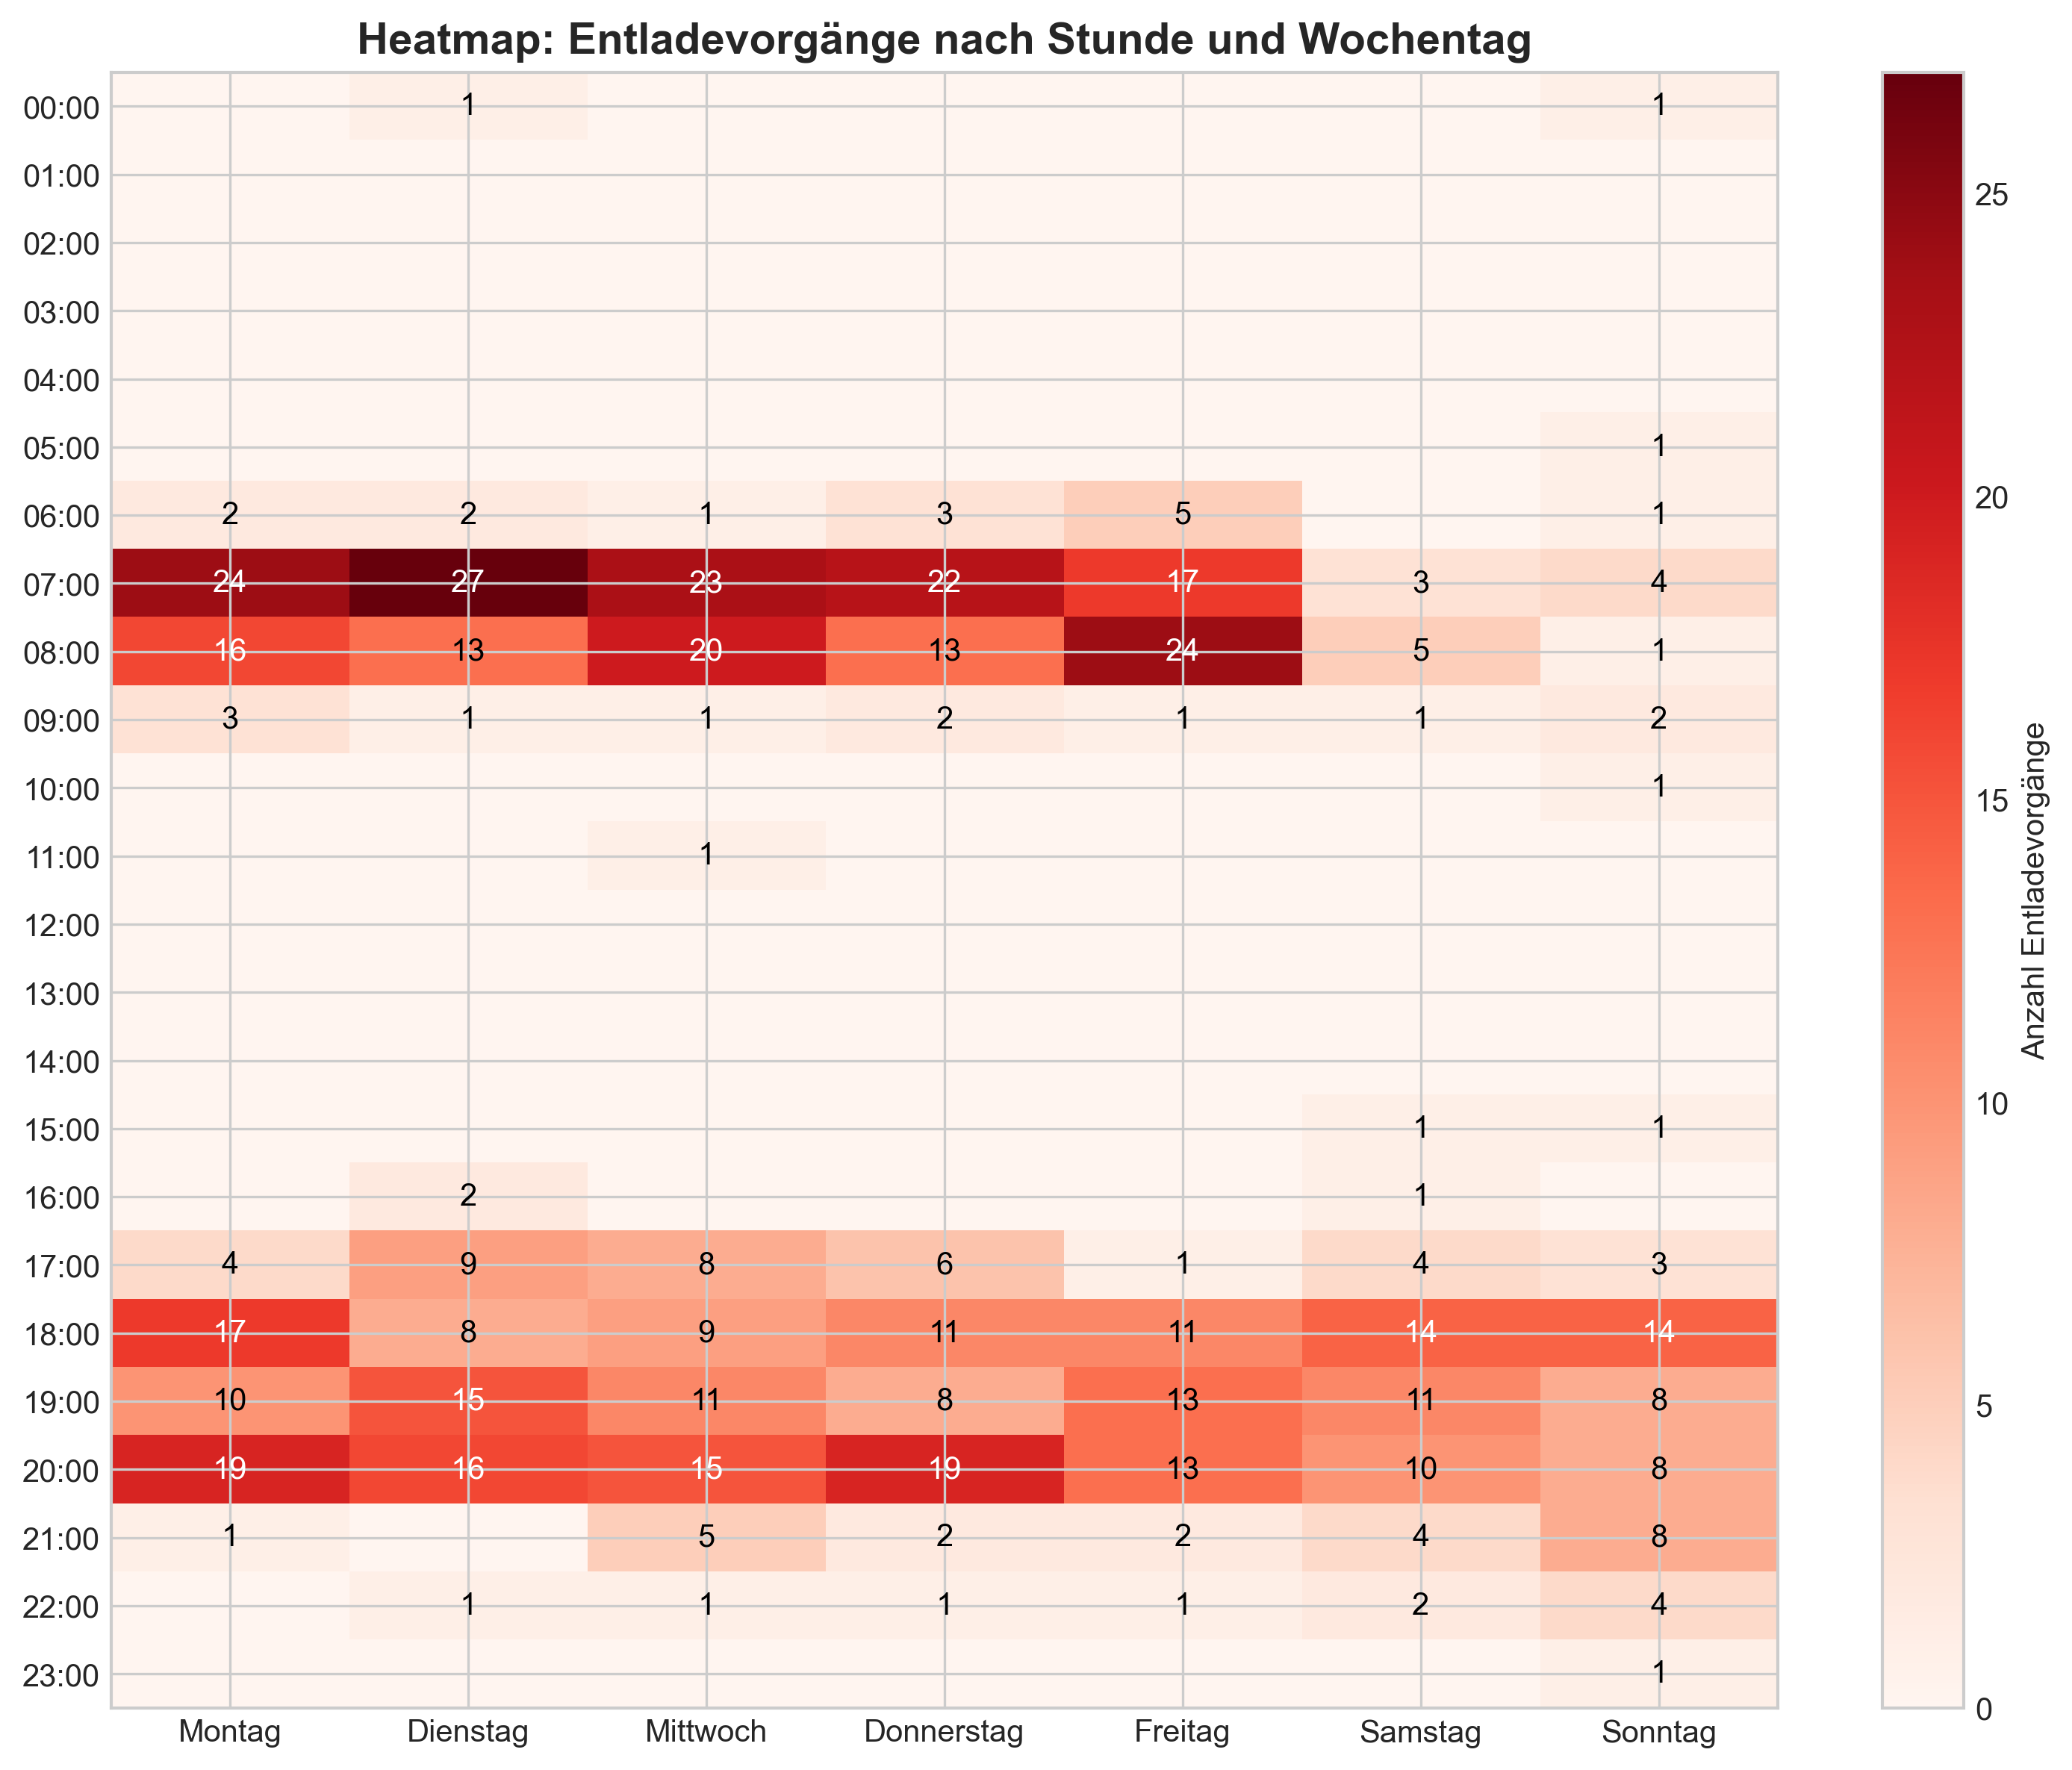 Heatmap: Entladevorgänge nach Stunde und Wochentag
00:00 1 1
01:00
02:00
03:00
04:00
05:00 1
06:00 2 2 1 3 5 1
07:00 24 27 23 22 17 3 4
08:00 16 13 20 13 24 5 1
09:00 3 1 1 2 1 1 2
10:00 1
11:00 1
12:00
13:00
14:00
15:00 1 1
16:00 2 1
17:00 4 9 8 6 1 4 3
18:00 17 8 9 11 11 14 14
19:00 10 15 11 8 13 11 8
20:00 19 16 15 19 13 10 8
21:00 1 5 2 2 4 8
22:00 1 1 1 1 2 4
23:00 1
Montag Dienstag Mittwoch Donnerstag Freitag Samstag Sonntag
25
20
15
10
5
0
Anzahl Entladevorgänge